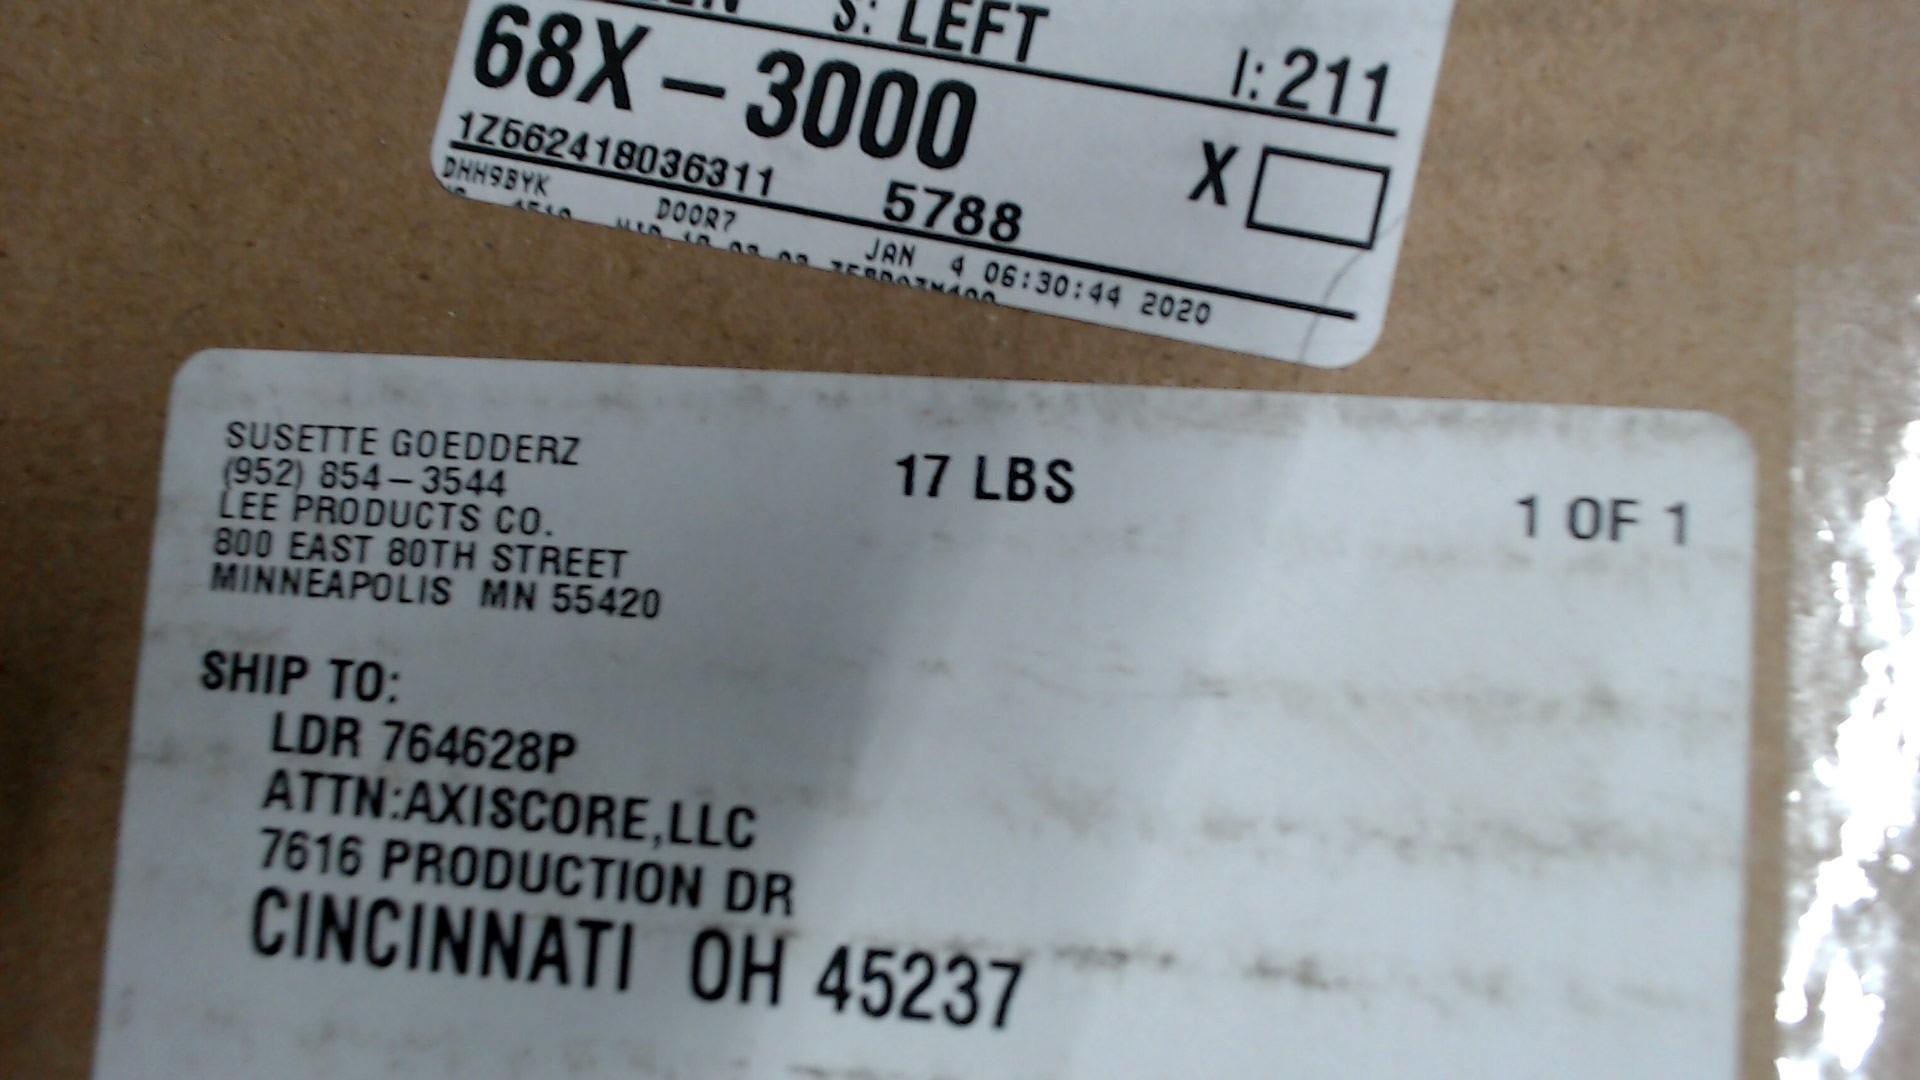 S: LEFT
I: 211
68X-3000
X
1Z662418036311 5788
DHH9BYK DOOR7 JAN 4 06:30:44 2020
SUSETTE GOEDDERZ
(952) 854-3544
LEE PRODUCTS CO.
800 EAST 80TH STREET
MINNEAPOLIS MN 55420
17 LBS
1 OF 1
SHIP TO:
LDR 764628P
ATTN:AXISCORE,LLC
7616 PRODUCTION DR
CINCINNATI OH 45237